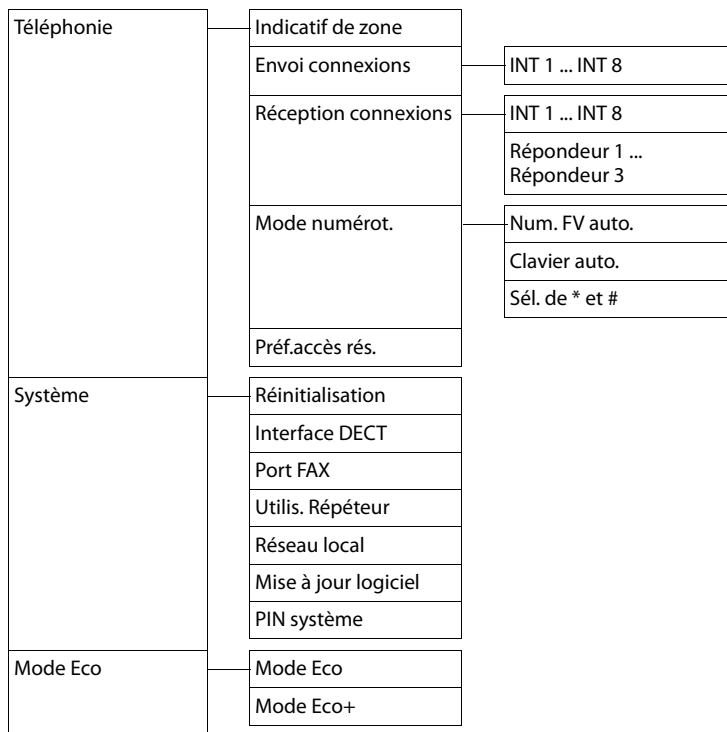 Téléphonie
Indicatif de zone
Envoi connexions
INT 1 ... INT 8
Réception connexions
INT 1 ... INT 8
Répondeur 1 ...
Répondeur 3
Mode numérot.
Num. FV auto.
Clavier auto.
Sél. de * et #
Préf.accès rés.
Système
Réinitialisation
Interface DECT
Port FAX
Utilis. Répéteur
Réseau local
Mise à jour logiciel
PIN système
Mode Eco
Mode Eco
Mode Eco+